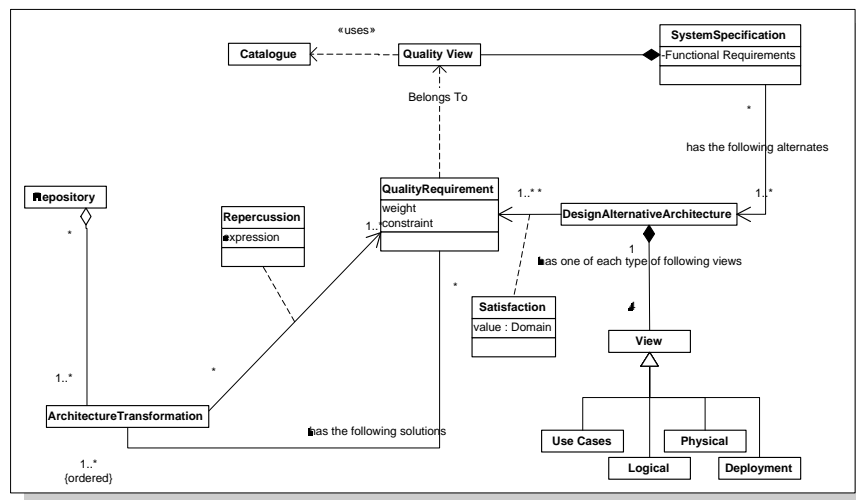 «uses»
Catalogue
Quality View
SystemSpecification
-Functional Requirements
Belongs To
*
has the following alternates
Repository
*
Repercussion
expression
QualityRequirement
weight
constraint
1..*
1..* *
1..*
DesignAlternativeArchitecture
1
has one of each type of following views
*
Satisfaction
value : Domain
4
View
*
1..*
ArchitectureTransformation
has the following solutions
1..*
{ordered}
Use Cases
Physical
Logical
Deployment